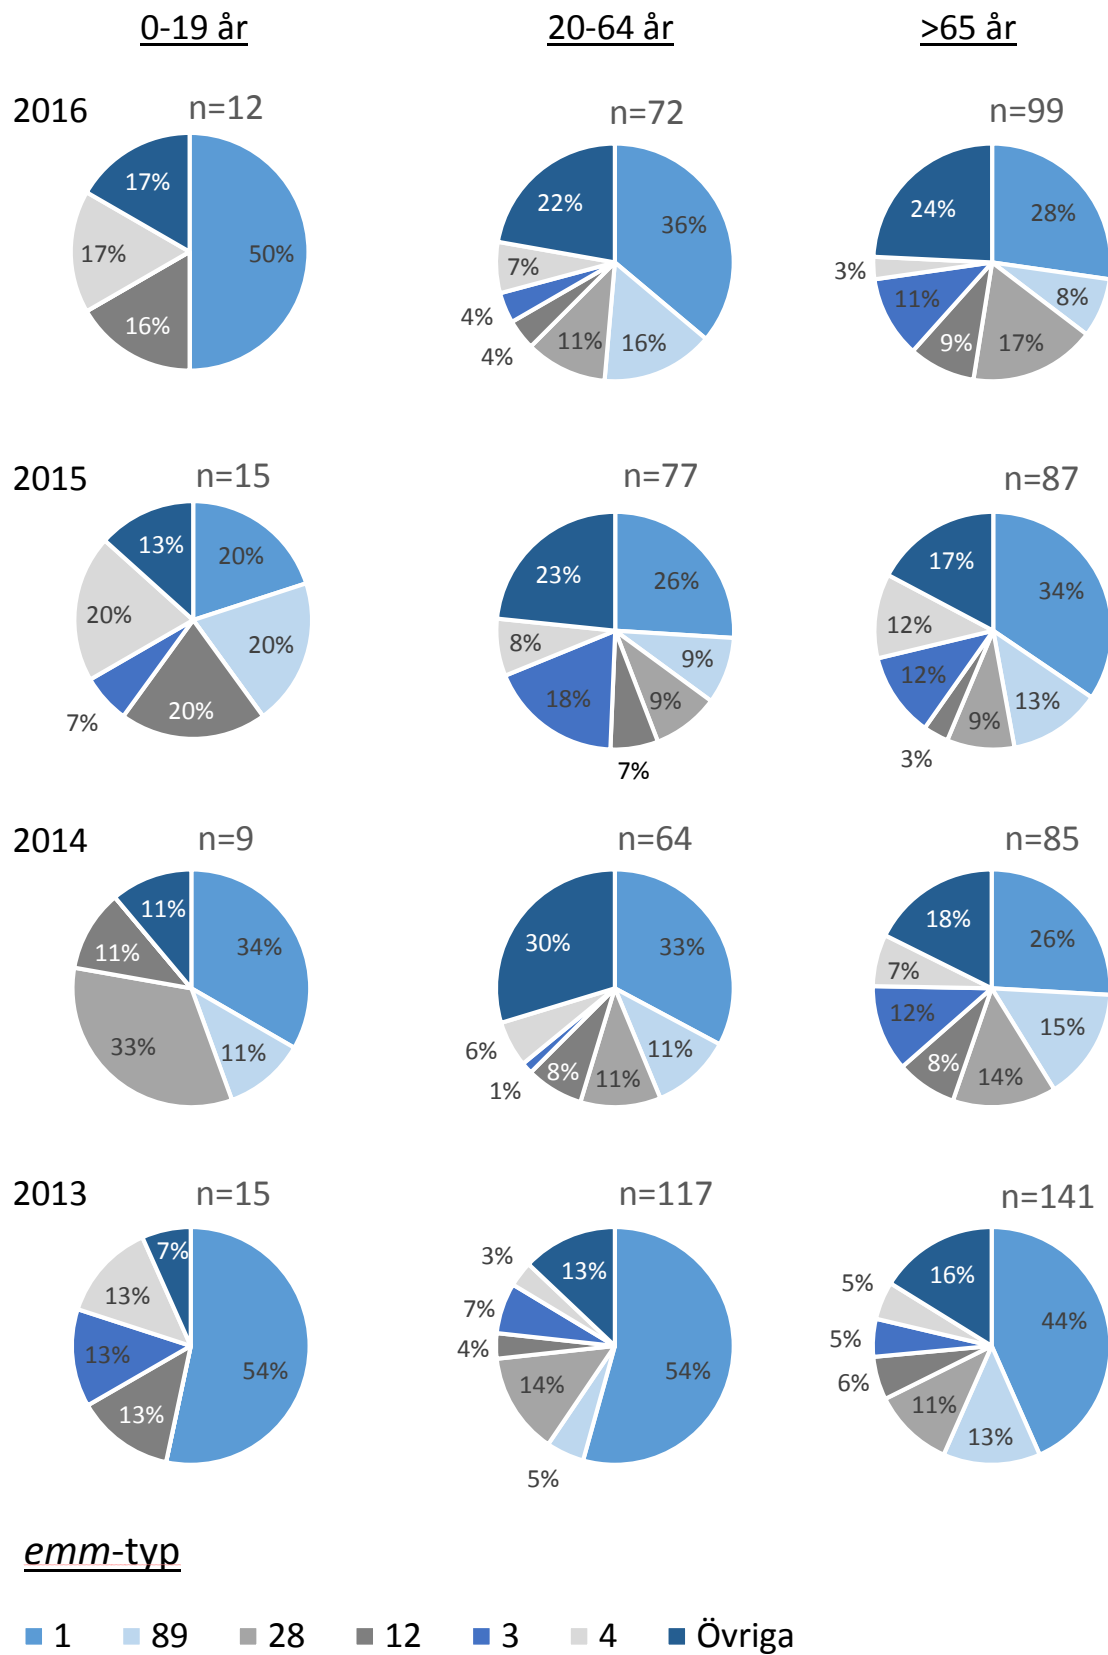 0-19 år 20-64 år >65 år
2016 n=12 n=72 n=99
50% 16% 17% 17%
36% 16% 11% 4% 4% 7% 22%
28% 8% 17% 9% 11% 3% 24%
2015 n=15 n=77 n=87
20% 20% 20% 7% 20% 13%
26% 9% 9% 7% 18% 8% 23%
34% 13% 9% 3% 12% 12% 17%
2014 n=9 n=64 n=85
34% 11% 33% 11% 11%
33% 11% 11% 8% 1% 6% 30%
26% 15% 14% 8% 12% 7% 18%
2013 n=15 n=117 n=141
54% 13% 13% 13% 7%
54% 5% 14% 4% 7% 3% 13%
44% 13% 11% 6% 5% 5% 16%
emm-typ
1 89 28 12 3 4 Övriga